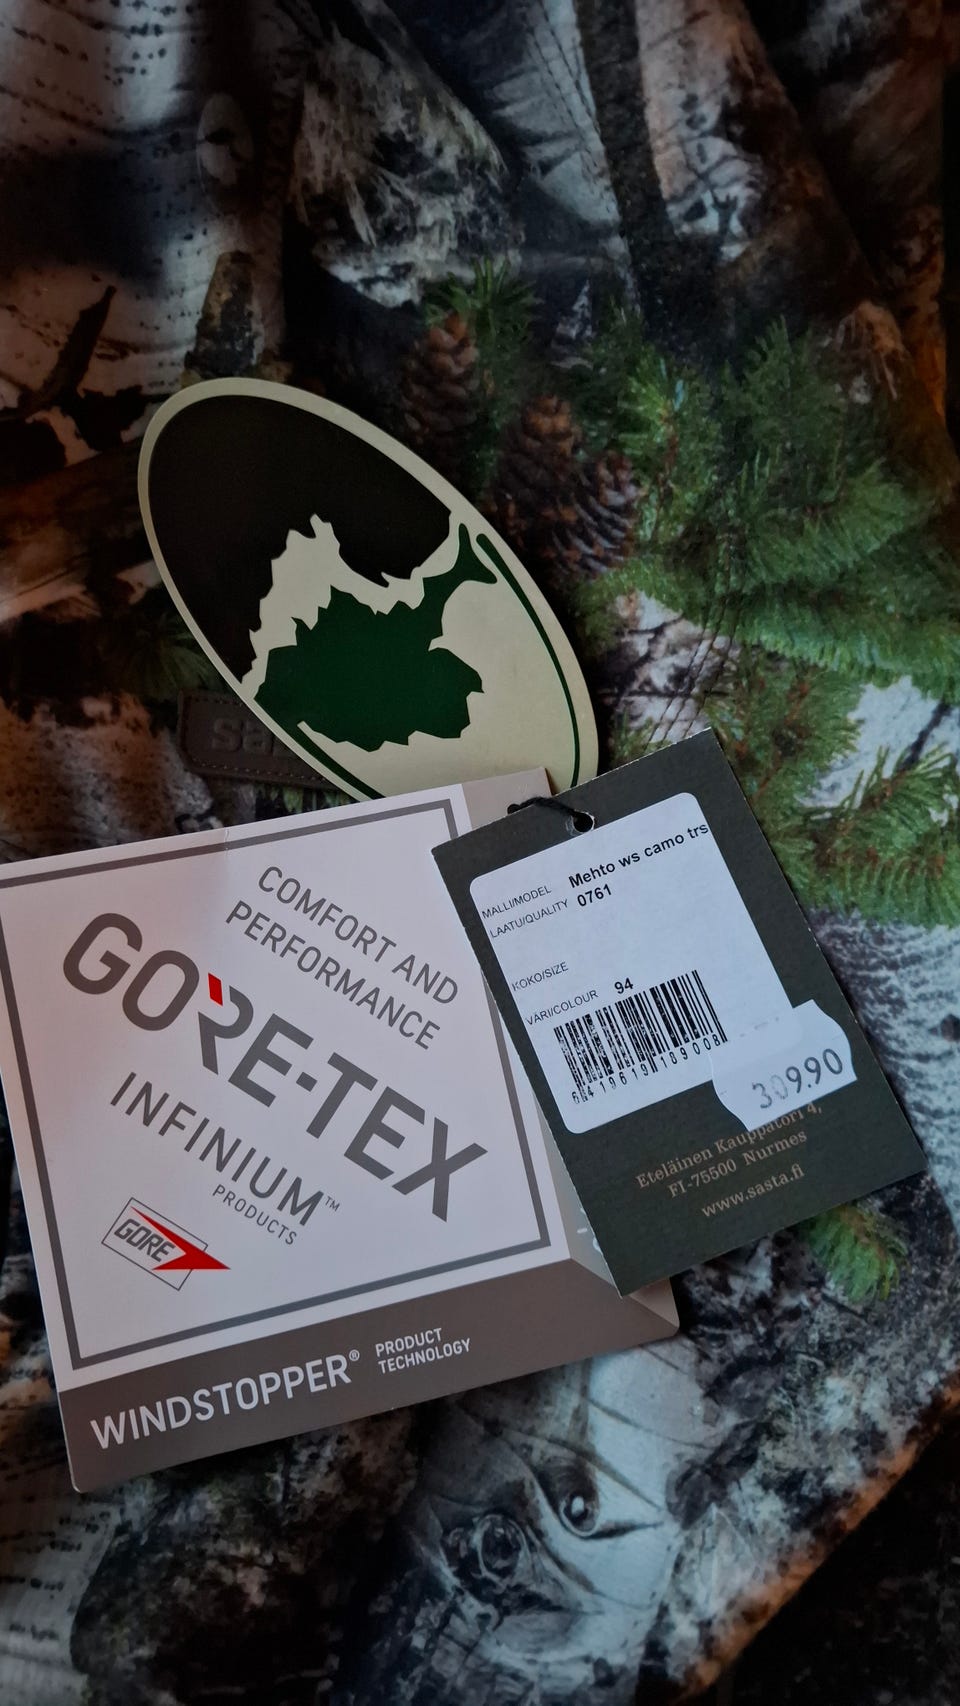 COMFORT AND
PERFORMANCE
GORE-TEX
INFINIUM™
PRODUCTS
GORE
WINDSTOPPER® PRODUCT
TECHNOLOGY
MALLI/MODEL Mehto ws camo trs
LAATU/QUALITY 0761
KOKO/SIZE
VÄRI/COLOUR 94
309.90
Eteläinen Kauppatori 4,
FI-75500 Nurmes
www.sasta.fi